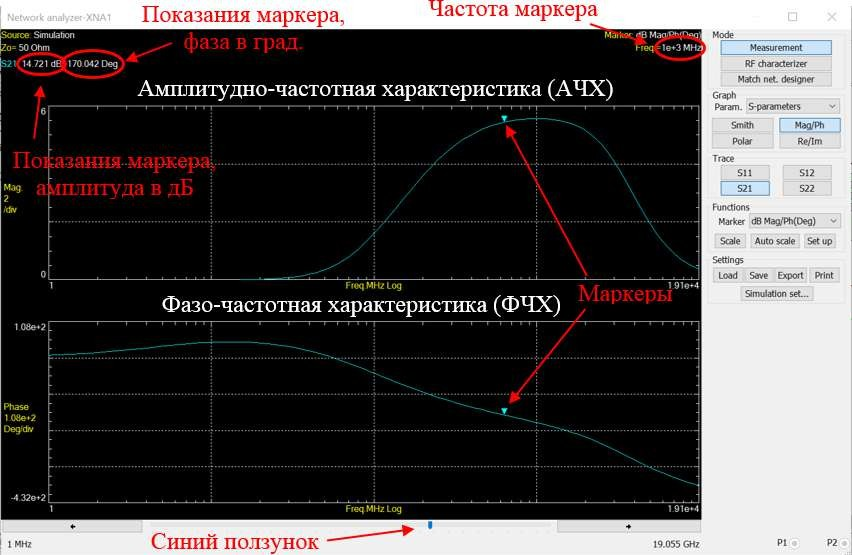 Network analyzer-XNA1
Показания маркера,
фаза в град.
Частота маркера
Source: Simulation
Zo= 50 Ohm
S21 14.721 dB 170.042 Deg
Marker: dB Mag/Ph(Deg)
Freq=1e+3 MHz
Амплитудно-частотная характеристика (АЧХ)
6
Показания маркера,
амплитуда в дБ
Mag.
2
/div
0
1
Freq.MHz Log
1.91e+4
Маркеры
Фазо-частотная характеристика (ФЧХ)
1.08e+2
Phase
1.08e+2
Deg/div
-4.32e+2
1
Freq.MHz Log
1.91e+4
Синий ползунок
1 MHz
19.055 GHz
P1
P2
Mode
Measurement
RF characterizer
Match net. designer
Graph
Param. S-parameters
Smith Mag/Ph
Polar Re/Im
Trace
S11 S12
S21 S22
Functions
Marker dB Mag/Ph(Deg)
Scale Auto scale Set up
Settings
Load Save Export Print
Simulation set...